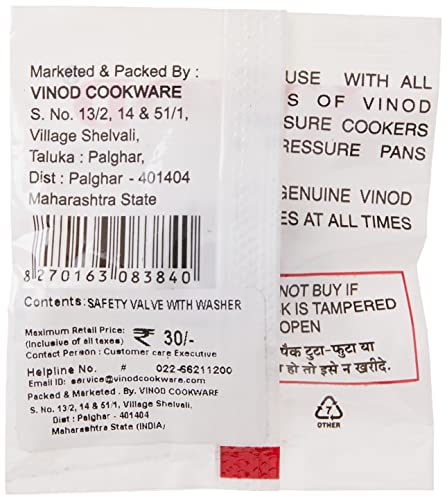 Marketed & Packed By :
VINOD COOKWARE
S. No. 13/2, 14 & 51/1,
Village Shelvali,
Taluka : Palghar,
Dist : Palghar - 401404
Maharashtra State
8 270163 083840
Contents: SAFETY VALVE WITH WASHER
Maximum Retail Price:
(Inclusive of all taxes) ₹ 30/-
Contact Person : Customer care Executive
Helpline No. # 022-66211200
Email ID: service@vinodcookware.com
Packed & Marketed . By. VINOD COOKWARE
S. No. 13/2, 14 & 51/1, Village Shelvali,
Dist : Palghar - 401404
Maharashtra State (INDIA)
USE WITH ALL
S OF VINOD
SURE COOKERS
PRESSURE PANS
GENUINE VINOD
ES AT ALL TIMES
NOT BUY IF
K IS TAMPERED
OPEN
पैक टुटा-फुटा या
हो तो इसे न खरीदे.
7
OTHER